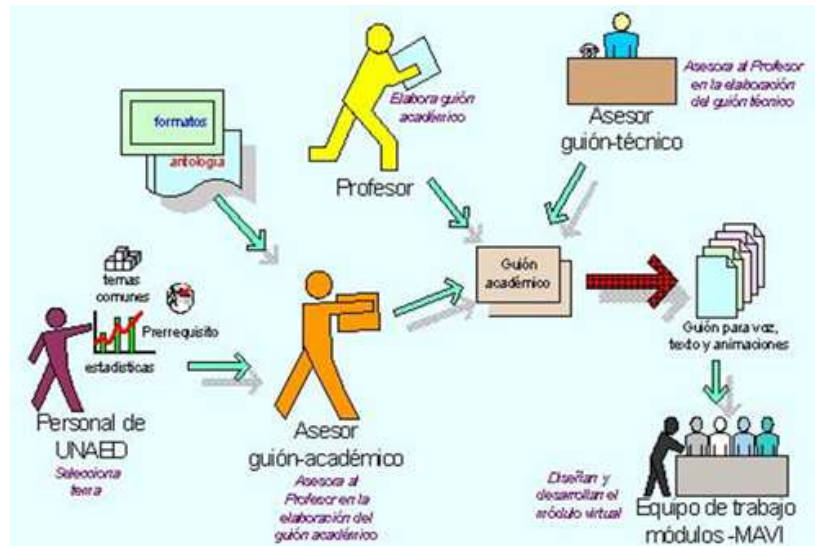 formatos
antología
Elabora guión
académico
Profesor
Asesora al Profesor
en la elaboración
del guión técnico
Asesor
guión-técnico
temas
comunes
Prerrequisito
estadísticas
Personal de
UNAED
Selecciona
tema
Asesor
guión-académico
Asesora al
Profesor en la
elaboración del
guión académico
Guión
académico
Guión para voz,
texto y animaciones
Diseñan y
desarrollan el
módulo virtual
Equipo de trabajo
módulos -MAVI